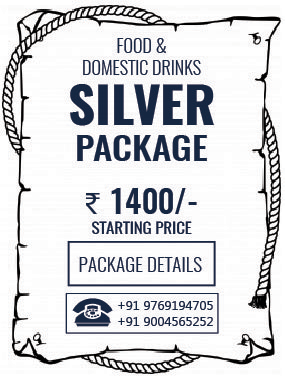 FOOD &
DOMESTIC DRINKS
SILVER
PACKAGE
₹ 1400/-
STARTING PRICE
PACKAGE DETAILS
+91 9769194705
+91 9004565252